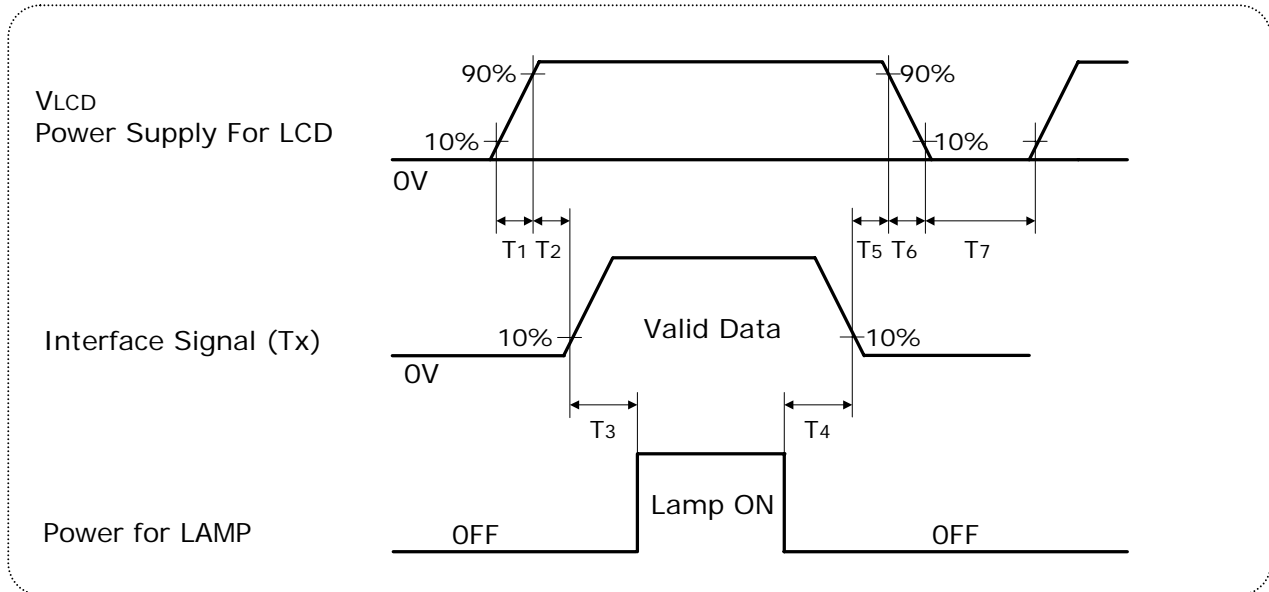 90%
90%
VLCD
Power Supply For LCD
10%
10%
0V
T1 T2
T5 T6 T7
Interface Signal (Tx)
10%
Valid Data
10%
0V
T3
T4
Power for LAMP
OFF
Lamp ON
OFF